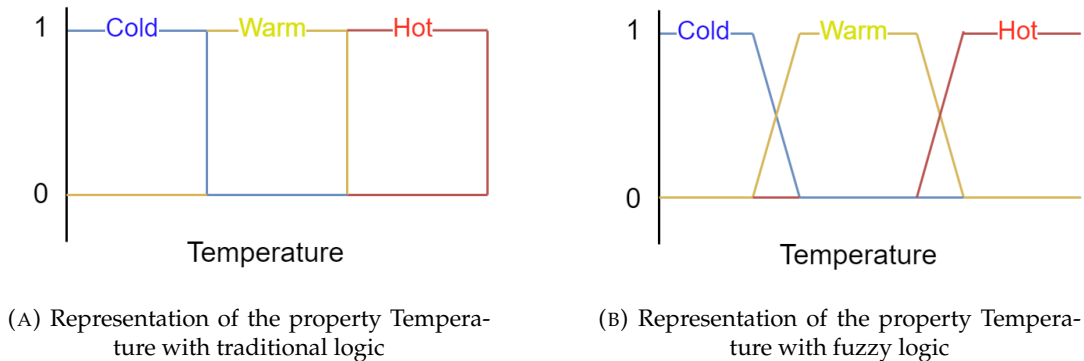 1 Cold Warm Hot
0
Temperature
(A) Representation of the property Tempera-
ture with traditional logic
1 Cold Warm Hot
0
Temperature
(B) Representation of the property Tempera-
ture with fuzzy logic